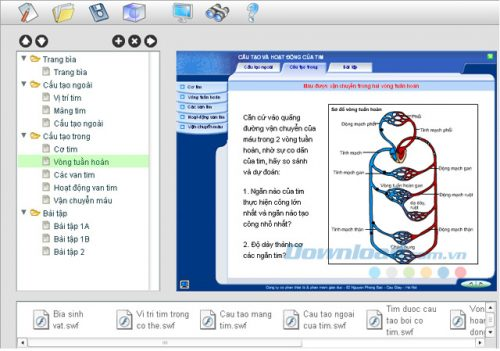 Trang bìa
Trang bìa
Cấu tạo ngoài
Vị trí tim
Màng tim
Cấu tạo ngoài
Cấu tạo trong
Cơ tim
Vòng tuần hoàn
Các van tim
Hoạt động van tim
Vận chuyển máu
Bài tập
Bài tập 1A
Bài tập 1B
Bài tập 2
CẤU TẠO VÀ HOẠT ĐỘNG CỦA TIM
Cấu tạo ngoài
Cấu tạo trong
Bài tập
Máu được vận chuyển trong hai vòng tuần hoàn
Cơ tim
Vòng tuần hoàn
Các van tim
Hoạt động van tim
Vận chuyển máu
Căn cứ vào quãng
đường vận chuyển của
máu trong 2 vòng tuần
hoàn, nhờ sự co dãn
của tim, hãy so sánh
và dự đoán:
1. Ngăn nào của tim
thực hiện công lớn
nhất và ngăn nào tạo
công nhỏ nhất?
2. Độ dày thành cơ
các ngăn tim?
Sơ đồ vòng tuần hoàn
Động mạch phổi
Phổi
Tĩnh mạch phổi
Tĩnh mạch
Động mạch
Tĩnh mạch gan
Vòng tuần hoàn gan
Động mạch gan
Động mạch ruột
Dạ dày,
ruột
Tĩnh mạch thận
Động mạch thận
Download.com.vn
Bia sinh
vat.swf
Vi tri tim trong
co the.swf
Cau tao mang
tim.swf
Cau tao ngoai
cua tim.swf
Tim duoc cau
tao boi co
tim.swf
Von
hoan
dong